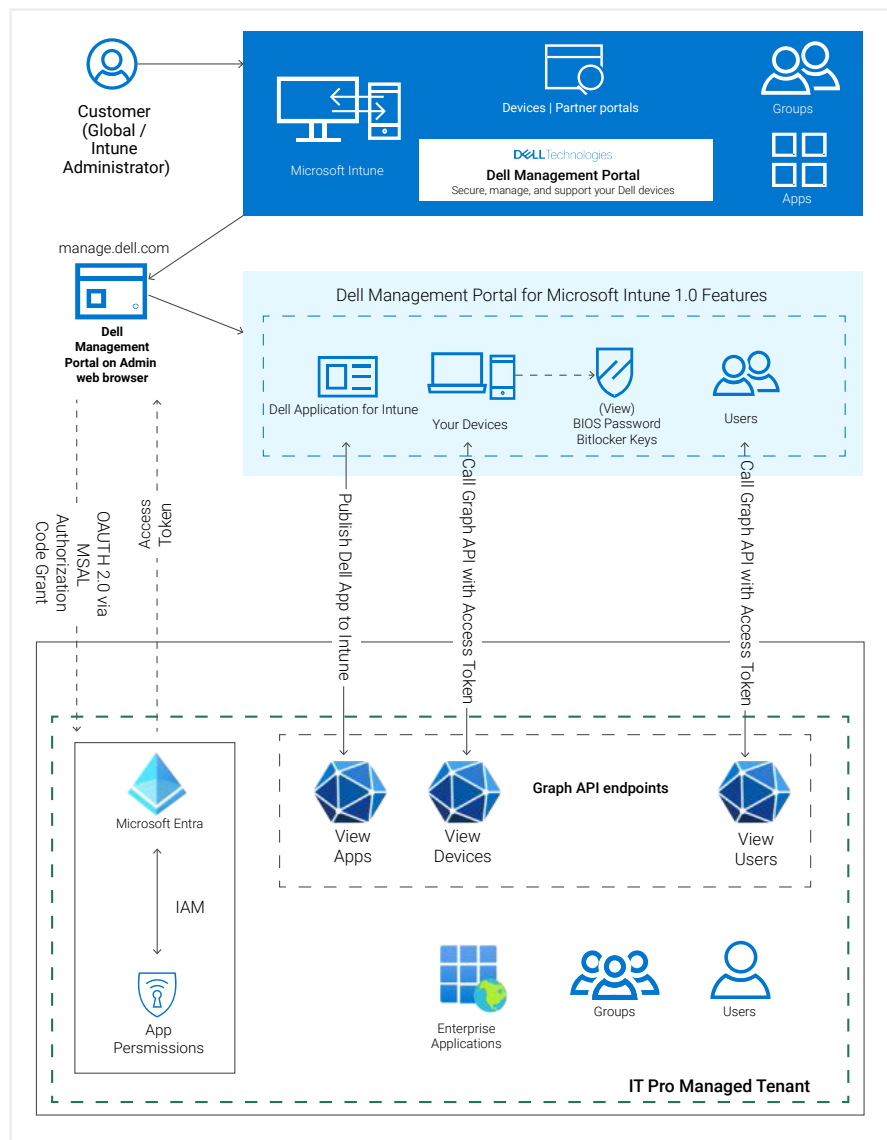 Customer
(Global /
Intune
Administrator)
Microsoft Intune
Devices | Partner portals
Groups
DELLTechnologies
Dell Management Portal
Secure, manage, and support your Dell devices
Apps
manage.dell.com
Dell
Management
Portal on Admin
web browser
Dell Management Portal for Microsoft Intune 1.0 Features
Dell Application for Intune
Your Devices
(View)
BIOS Password
Bitlocker Keys
Users
OAUTH 2.0 via
MSAL
Authorization
Code Grant
Token
Access
Publish Dell App to Intune
Call Graph API with Access Token
Call Graph API with Access Token
Microsoft Entra
IAM
App
Persmissions
Graph API endpoints
View
Apps
View
Devices
View
Users
Enterprise
Applications
Groups
Users
IT Pro Managed Tenant